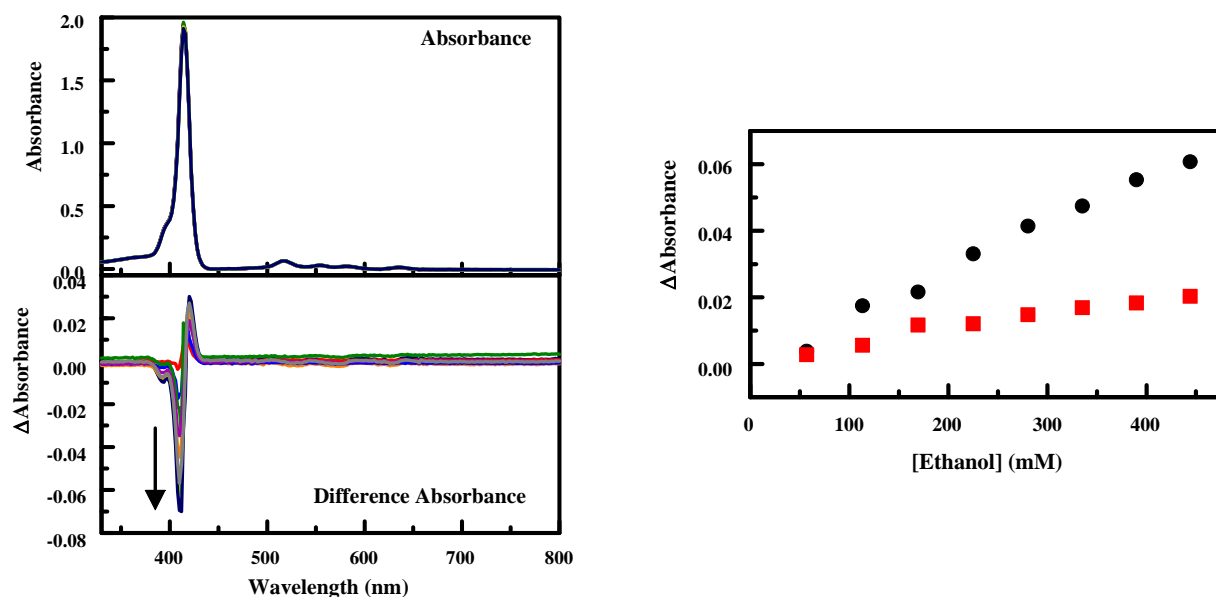 2.0
Absorbance
1.5
Absorbance
1.0
0.5
0.0
0.04
0.02
0.00
ΔAbsorbance
-0.02
-0.04
-0.06
Difference Absorbance
-0.08
400 500 600 700 800
Wavelength (nm)
0.06
ΔAbsorbance
0.04
0.02
0.00
0 100 200 300 400
[Ethanol] (mM)